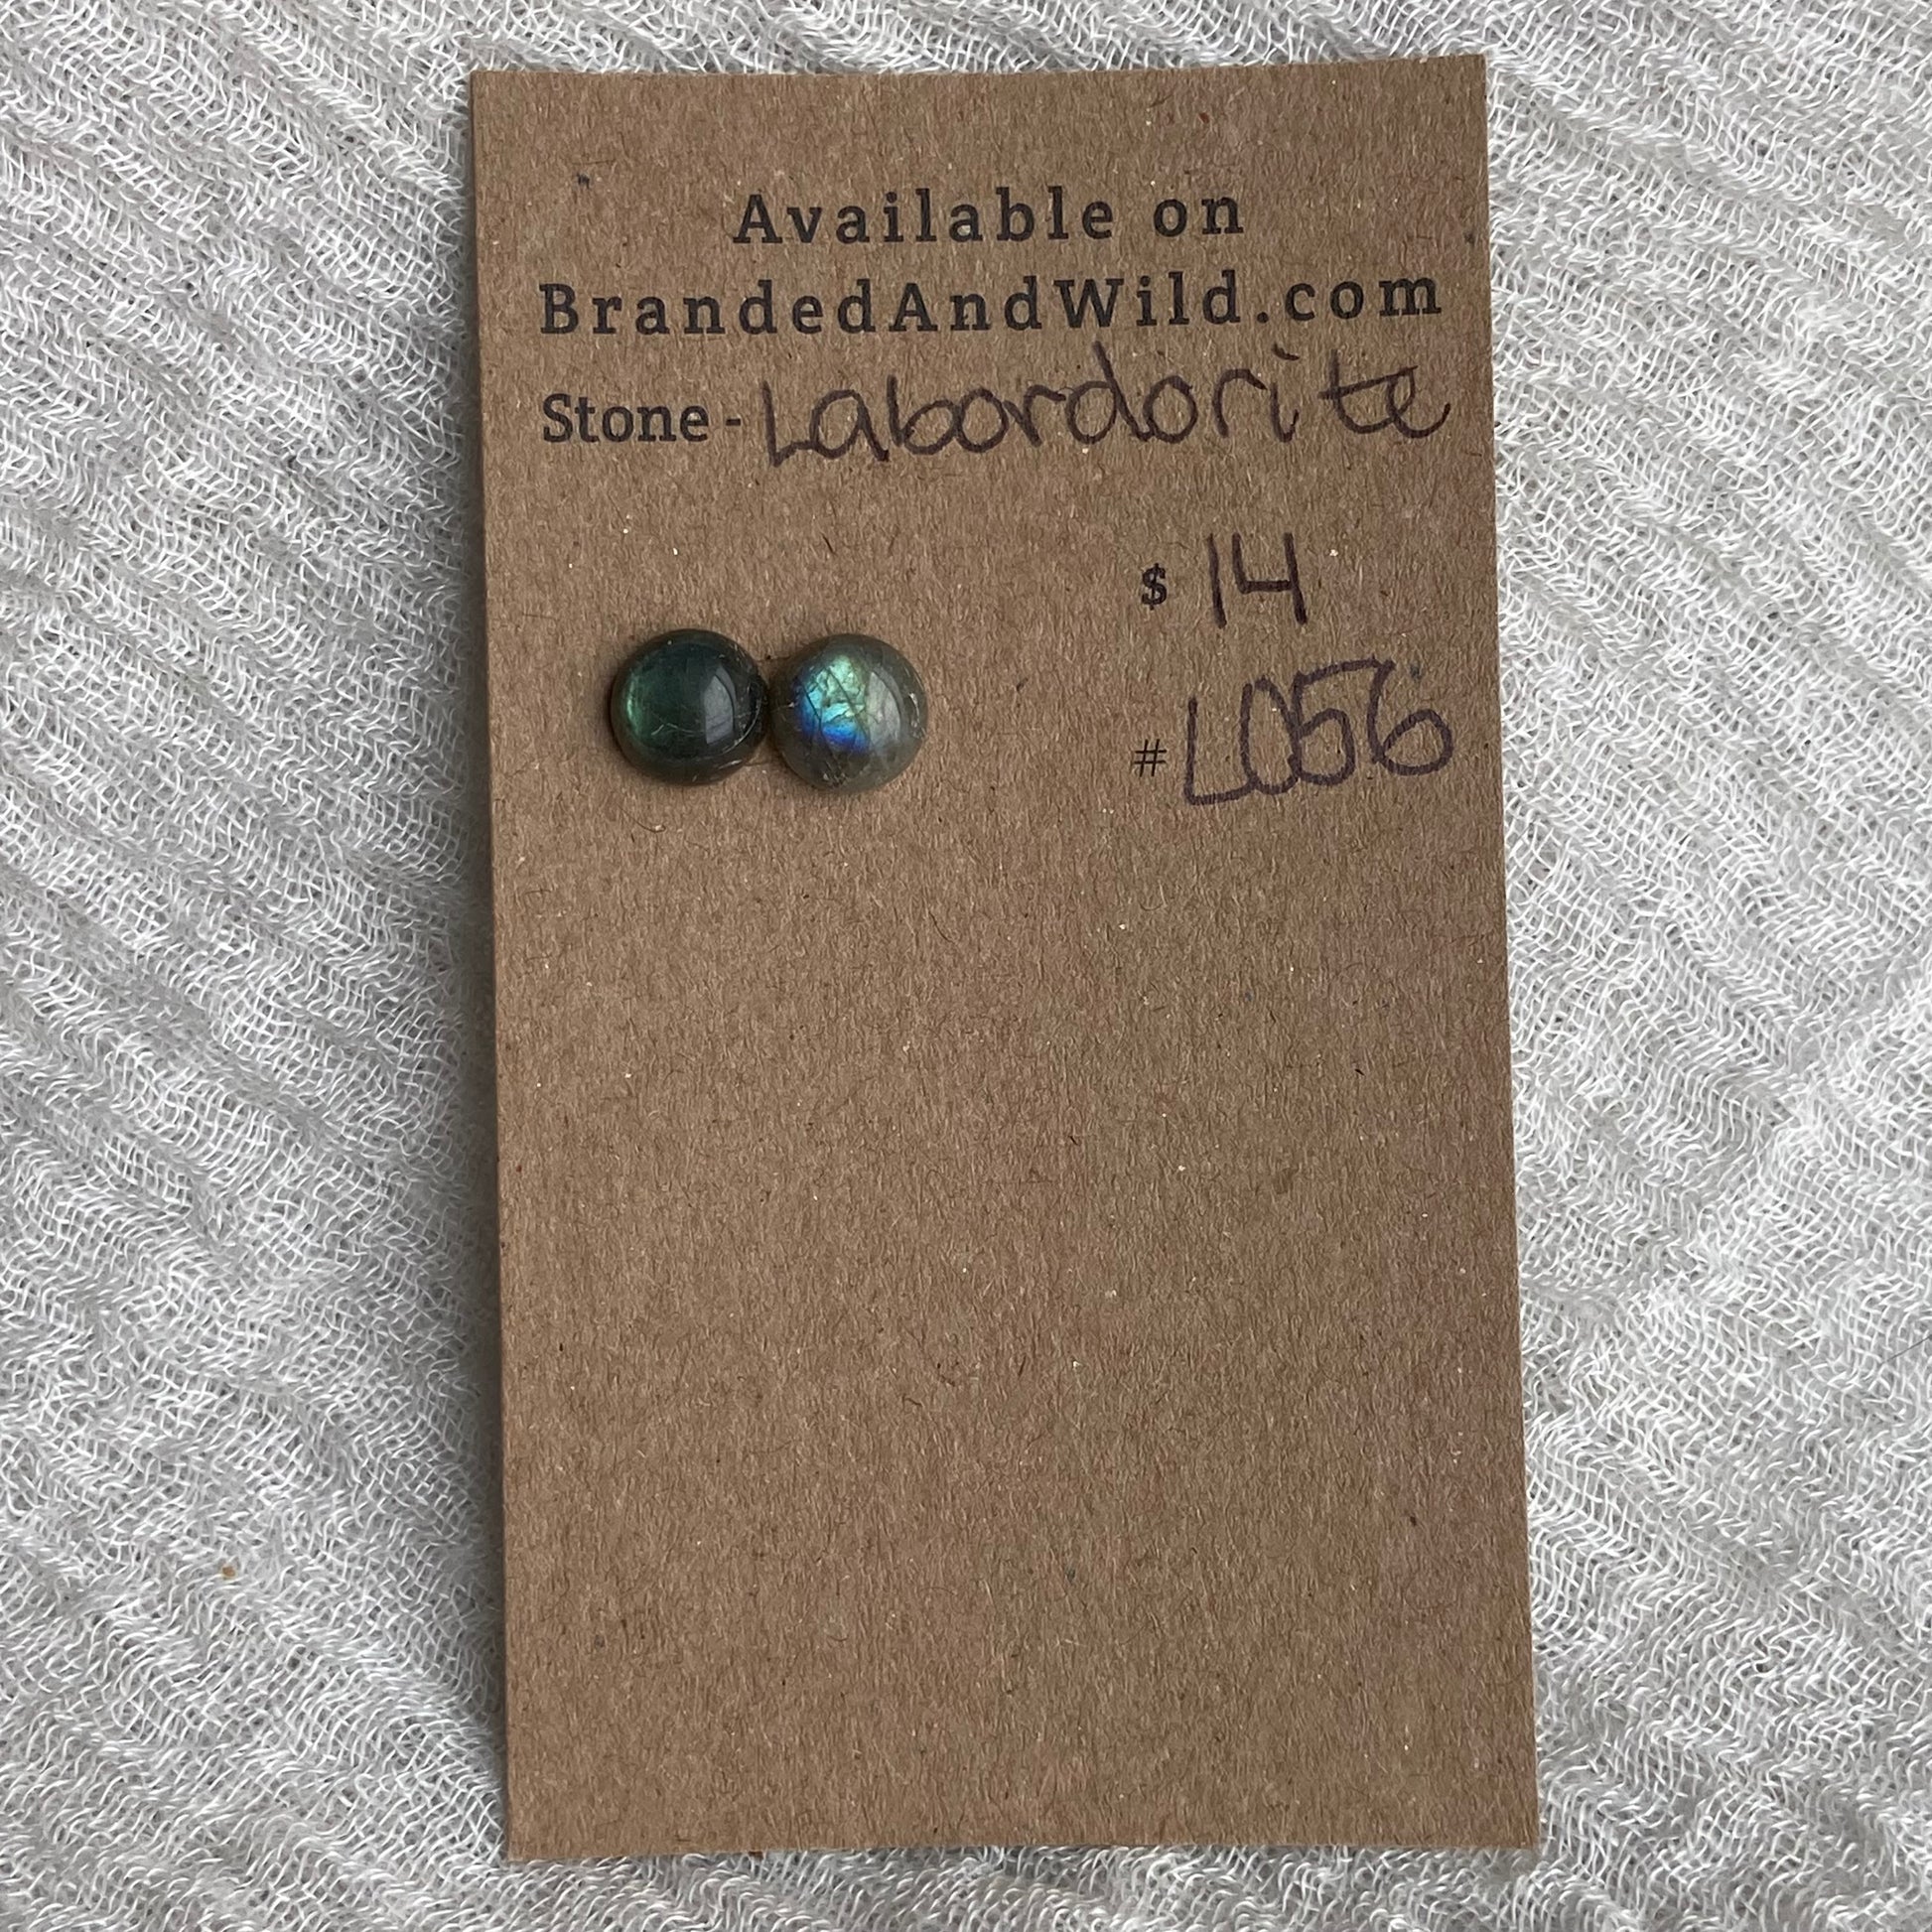 Available on
BrandedAndWild.com
Stone - Labordorite
$ 14
# L056